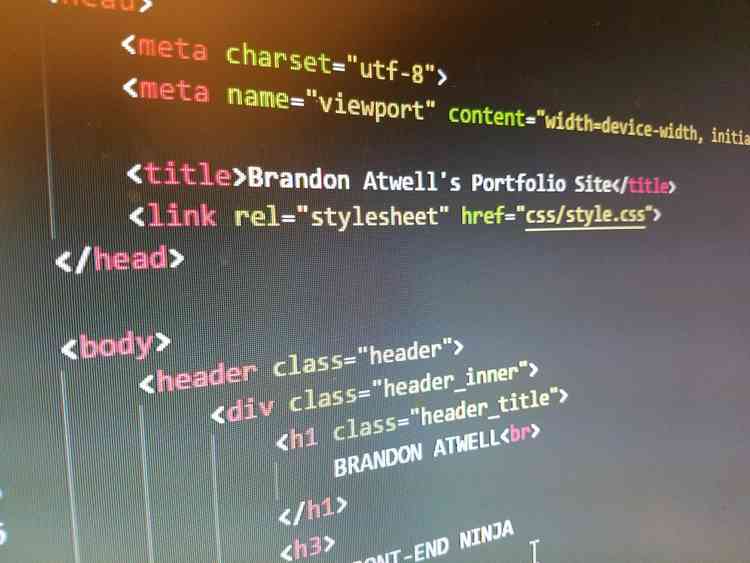 <head>
<meta charset="utf-8">
<meta name="viewport" content="width=device-width, initia
<title>Brandon Atwell's Portfolio Site</title>
<link rel="stylesheet" href="css/style.css">
</head>
<body>
<header class="header">
<div class="header_inner">
<h1 class="header_title">
BRANDON ATWELL<br>
</h1>
<h3>
ONT-END NINJA